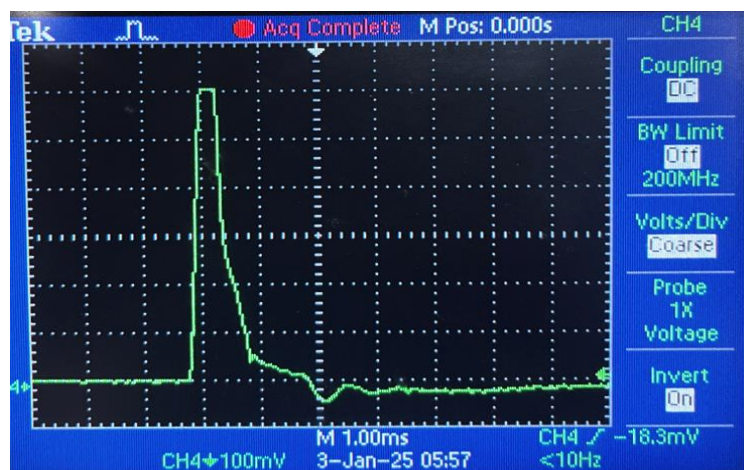 Tek Acq Complete M Pos: 0.000s CH4
Coupling
DC
BW Limit
Off
200MHz
Volts/Div
Coarse
Probe
1X
Voltage
Invert
On
4
M 1.00ms CH4 -18.3mV
CH4 100mV 3-Jan-25 05:57 <10Hz